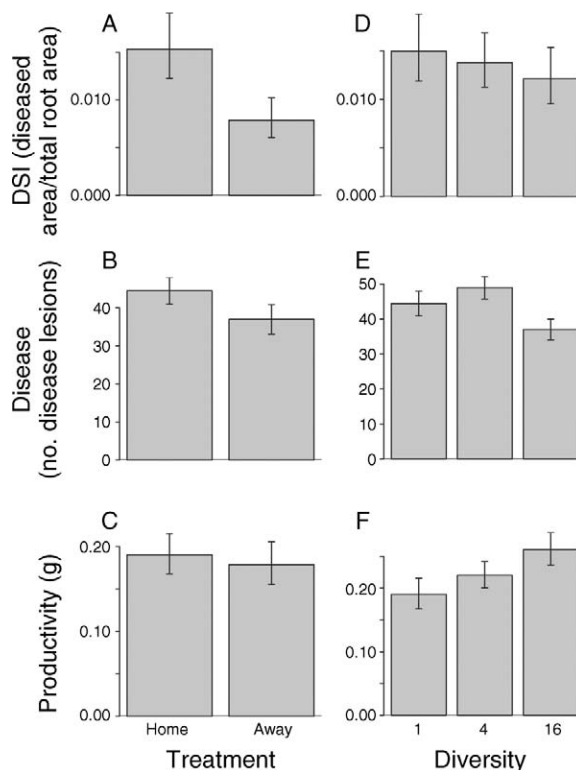 A
D
DSI (diseased
area/total root area)
0.010
0.000
0.010
0.000
B
E
Disease
(no. disease lesions)
40
20
0
50
40
30
20
10
0
C
F
Productivity (g)
0.20
0.10
0.00
0.20
0.10
0.00
Home Away
1 4 16
Treatment
Diversity